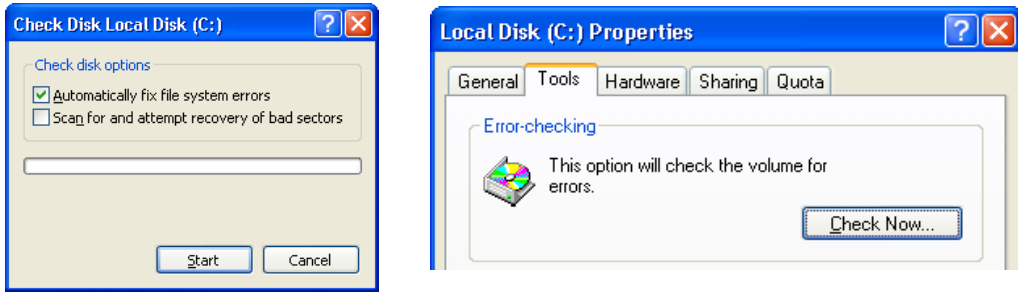 Check Disk Local Disk (C:)
Check disk options
Automatically fix file system errors
Scan for and attempt recovery of bad sectors
Start
Cancel
Local Disk (C:) Properties
General
Tools
Hardware
Sharing
Quota
Error-checking
This option will check the volume for
errors.
Check Now...